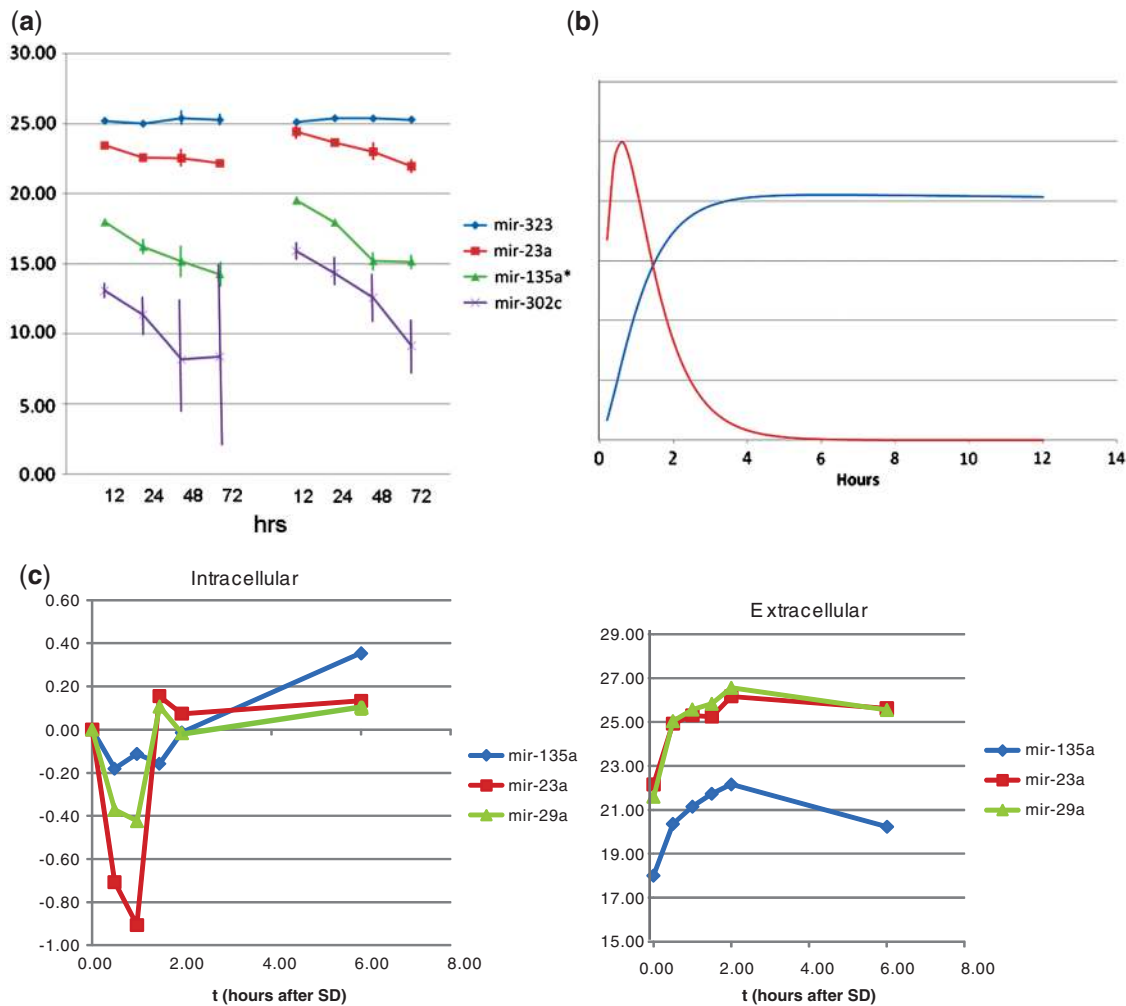 (a)
30.00
25.00
20.00
15.00
10.00
5.00
0.00
12 24 48 72 12 24 48 72
hrs
mir-323
mir-23a
mir-135a*
mir-302c
(b)
0 2 4 6 8 10 12 14
Hours
(c)
Intracellular
0.60
0.40
0.20
0.00
-0.20
-0.40
-0.60
-0.80
-1.00
0.00 2.00 4.00 6.00 8.00
t (hours after SD)
mir-135a
mir-23a
mir-29a
Extracellular
29.00
27.00
25.00
23.00
21.00
19.00
17.00
15.00
0.00 2.00 4.00 6.00 8.00
t (hours after SD)
mir-135a
mir-23a
mir-29a